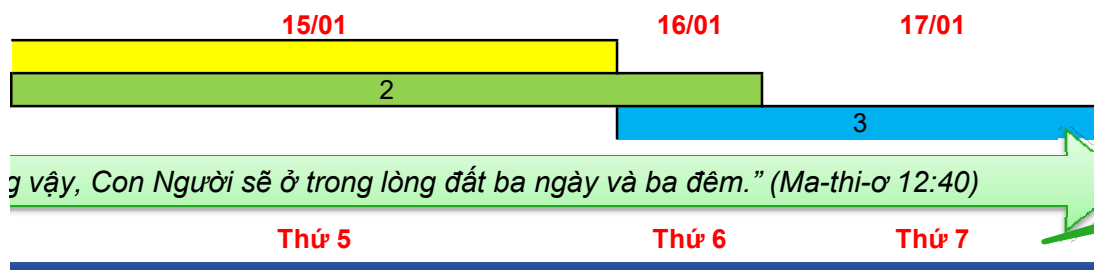 15/01 16/01 17/01
2
3
g vậy, Con Người sẽ ở trong lòng đất ba ngày và ba đêm.” (Ma-thi-ơ 12:40)
Thứ 5 Thứ 6 Thứ 7